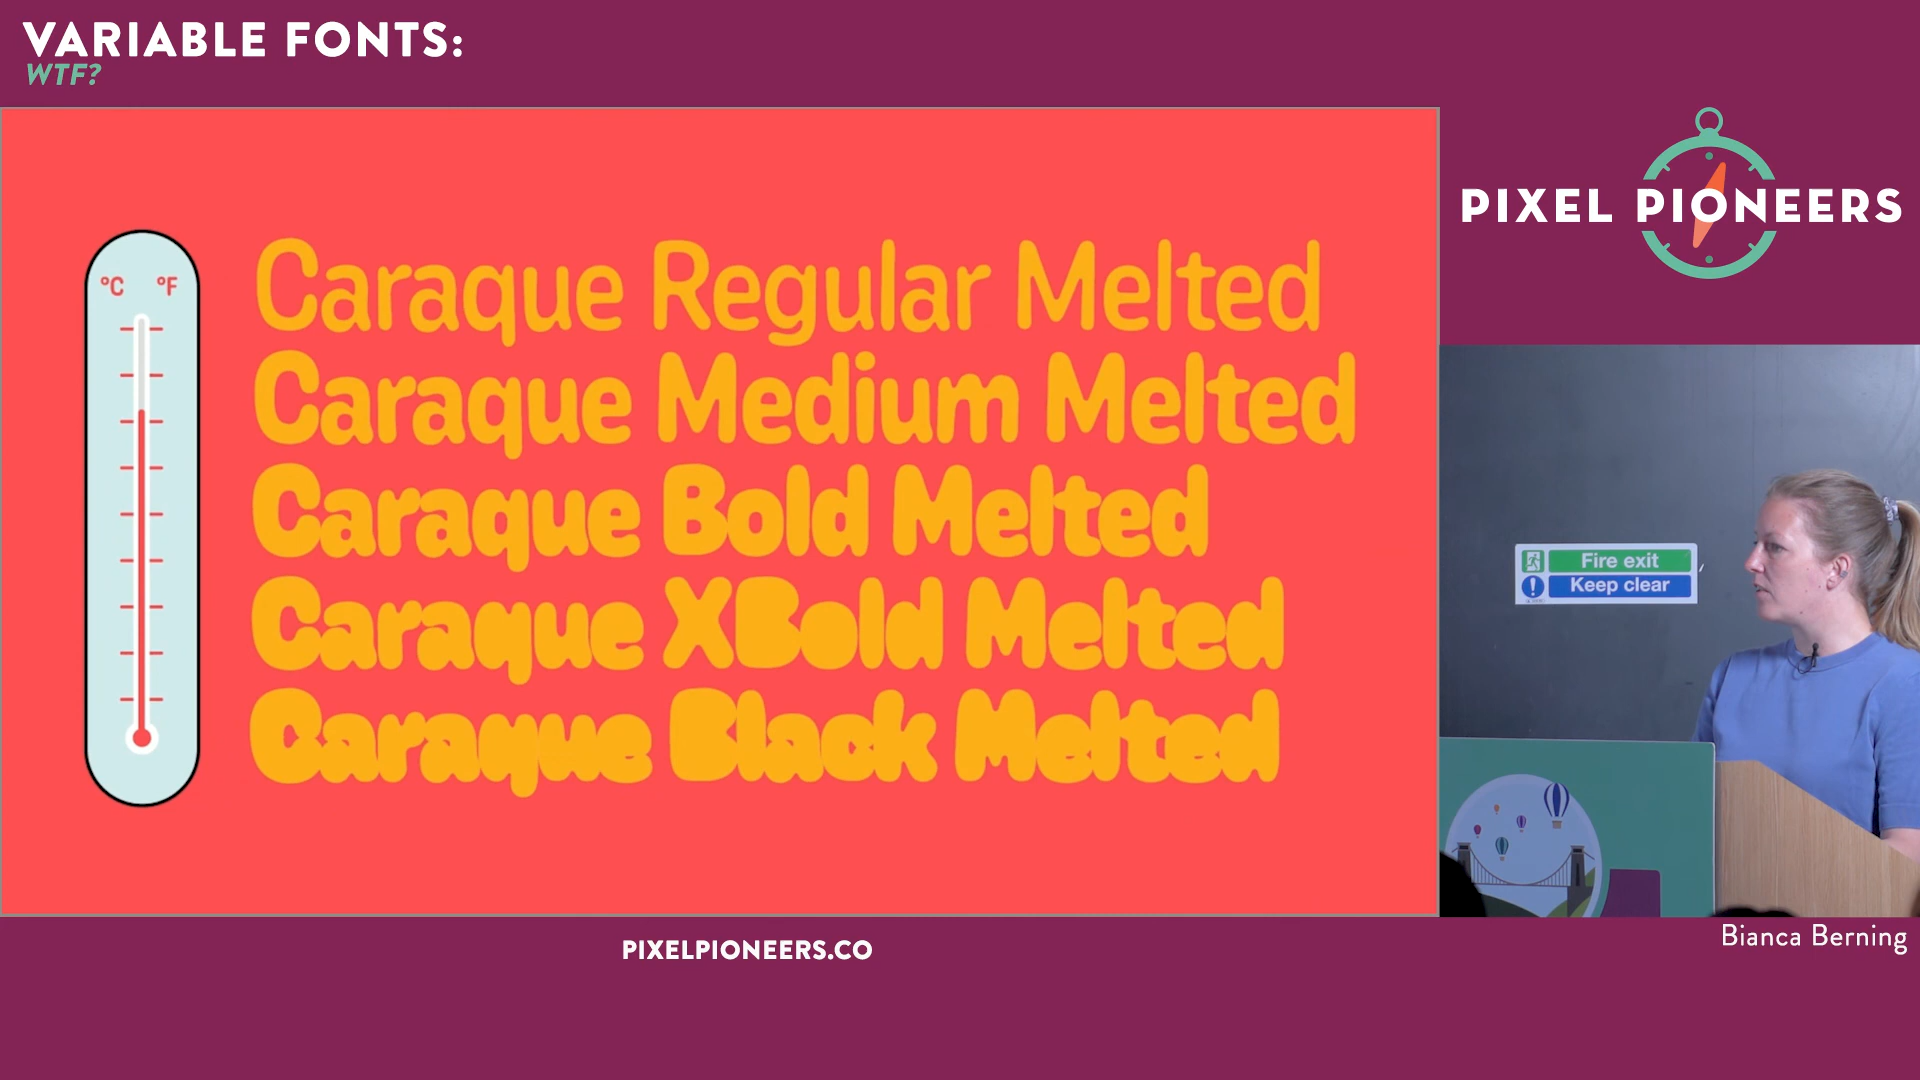 VARIABLE FONTS:
WTF?
PIXEL PIONEERS
°C °F
Caraque Regular Melted
Caraque Medium Melted
Caraque Bold Melted
Caraque XBold Melted
Caraque Black Melted
Fire exit
Keep clear
Bianca Berning
PIXELPIONEERS.CO